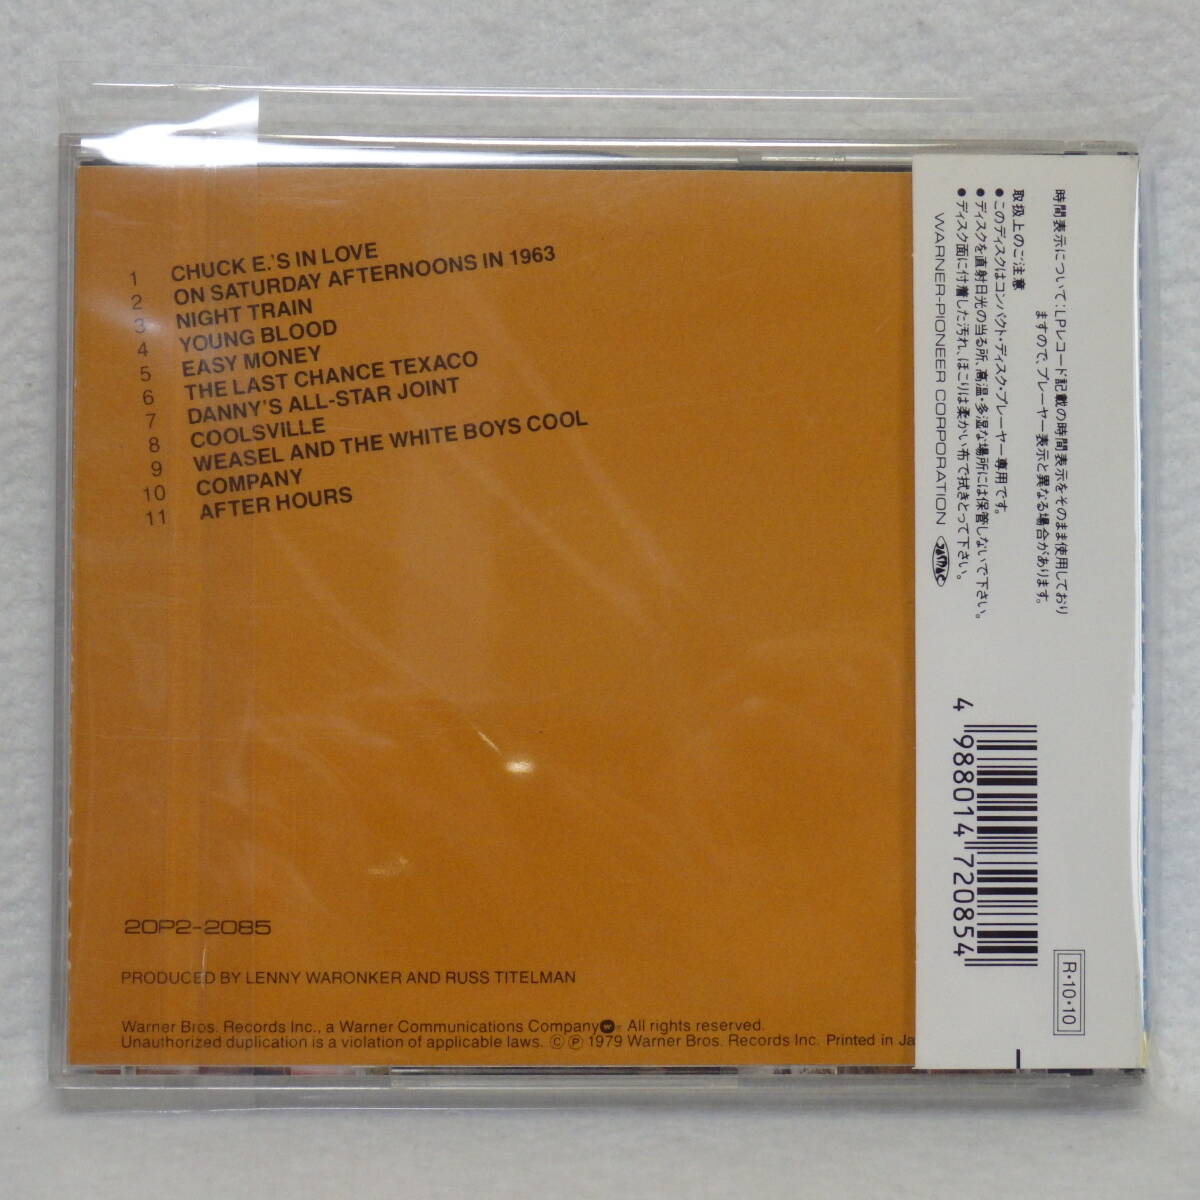 1 CHUCK E.'S IN LOVE
2 ON SATURDAY AFTERNOONS IN 1963
3 NIGHT TRAIN
4 YOUNG BLOOD
5 EASY MONEY
6 THE LAST CHANCE TEXACO
7 DANNY'S ALL-STAR JOINT
8 COOLSVILLE
9 WEASEL AND THE WHITE BOYS COOL
10 COMPANY
11 AFTER HOURS
20P2-2085
PRODUCED BY LENNY WARONKER AND RUSS TITELMAN
Warner Bros. Records Inc., a Warner Communications Company All rights reserved.
Unauthorized duplication is a violation of applicable laws. © ℗ 1979 Warner Bros. Records Inc. Printed in Ja
時間表示について:LPレコード記載の時間表示をそのまま使用しており
ますので、プレーヤー表示と異なる場合があります。
取扱上のご注意
●このディスクはコンパクト・ディスク・プレーヤー専用です。
●ディスクを直射日光の当る所、高温・多湿な場所には保管しないで下さい。
●ディスク面に付着した汚れ、ほこりは柔かい布で拭きとって下さい。
WARNER-PIONEER CORPORATION
4 988014 720854
R・10・10